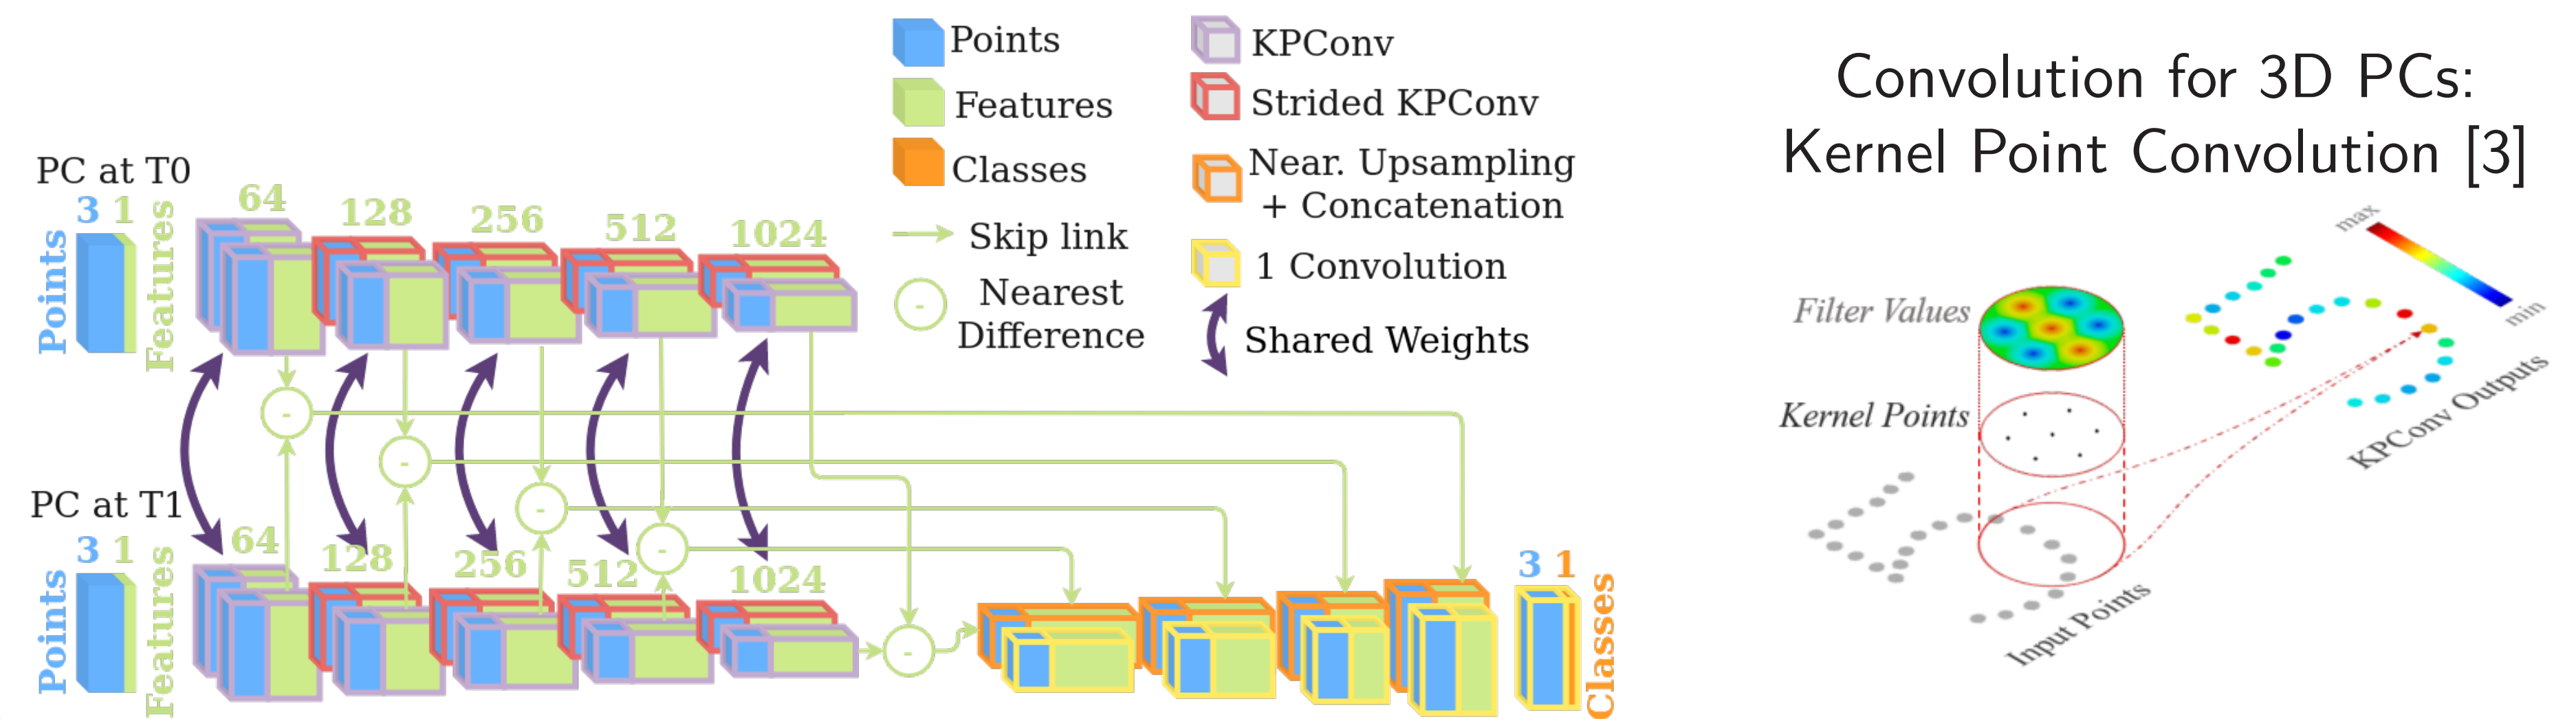 Points
Features
Classes
Skip link
-
Nearest
Difference
KPConv
Strided KPConv
Near. Upsampling
+ Concatenation
1 Convolution
Shared Weights
PC at T0
3 1
Points
Features
64
128
256
512
1024
-
-
-
-
PC at T1
3 1
Points
Features
64
128
256
512
1024
-
3 1
Classes
Convolution for 3D PCs:
Kernel Point Convolution [3]
max
min
Filter Values
Kernel Points
KPConv Outputs
Input Points